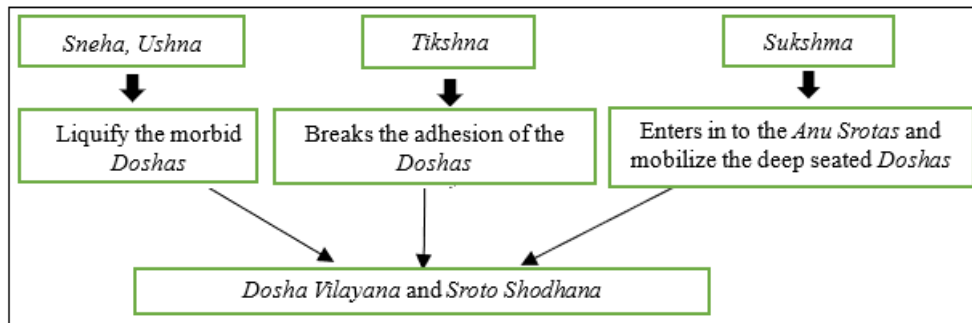 Sneha, Ushna
Tikshna
Sukshma
Liquify the morbid
Doshas
Breaks the adhesion of the
Doshas
Enters in to the Anu Srotas and
mobilize the deep seated Doshas
Dosha Vilayana and Sroto Shodhana